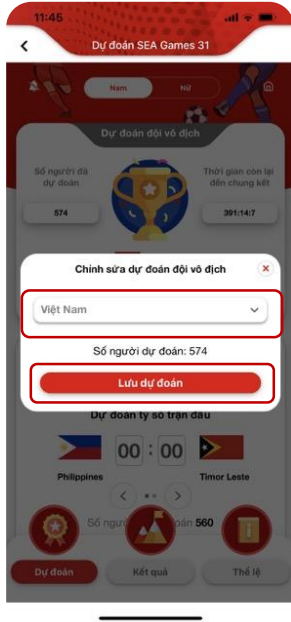 11:45
Dự đoán SEA Games 31
Nam
Nữ
Dự đoán đội vô địch
Số người đã
dự đoán
Thời gian còn lại
đến chung kết
574
391:14:7
Chỉnh sửa dự đoán đội vô địch
Việt Nam
Số người dự đoán: 574
Lưu dự đoán
Dự đoán tỷ số trận đấu
00 : 00
Philippines
Timor Leste
Số người
đoán 560
Dự đoán
Kết quả
Thể lệ